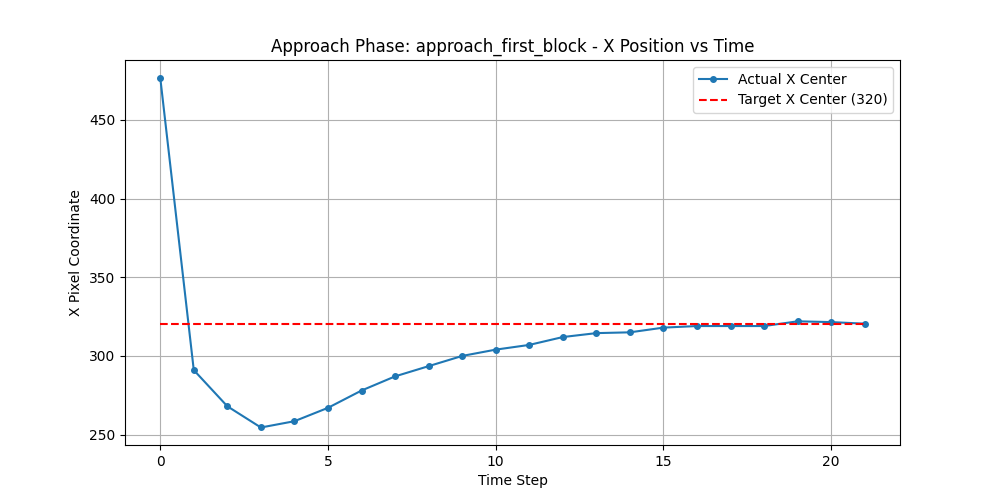 Approach Phase: approach_first_block - X Position vs Time
Actual X Center
Target X Center (320)
X Pixel Coordinate
450
400
350
300
250
0 5 10 15 20
Time Step